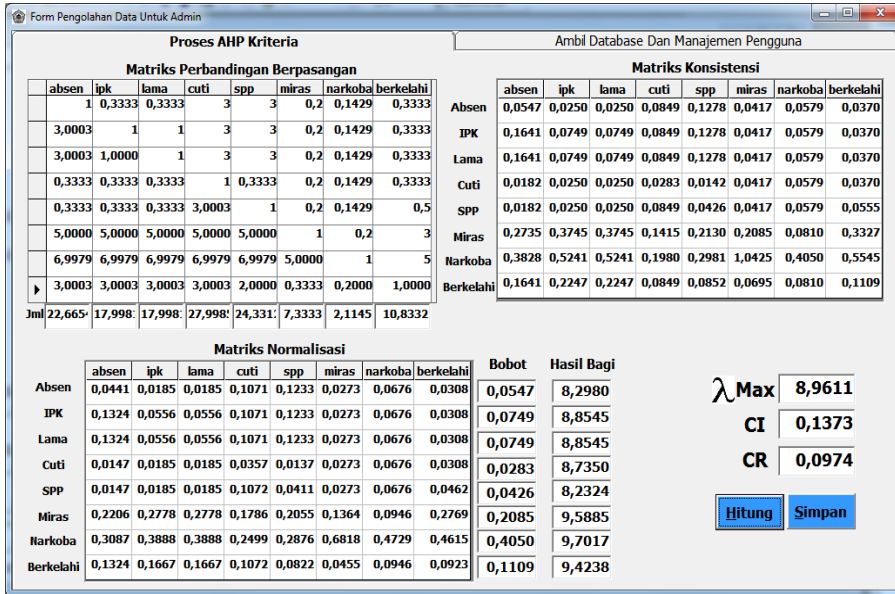 Form Pengolahan Data Untuk Admin
Proses AHP Kriteria Ambil Database Dan Manajemen Pengguna
Matriks Perbandingan Berpasangan
absen ipk lama cuti spp miras narkoba berkelahi
1 0,3333 0,3333 3 3 0,2 0,1429 0,3333
3,0003 1 1 3 3 0,2 0,1429 0,3333
3,0003 1,0000 1 3 3 0,2 0,1429 0,3333
0,3333 0,3333 0,3333 1 0,3333 0,2 0,1429 0,3333
0,3333 0,3333 0,3333 3,0003 1 0,2 0,1429 0,5
5,0000 5,0000 5,0000 5,0000 5,0000 1 0,2 3
6,9979 6,9979 6,9979 6,9979 6,9979 5,0000 1 5
3,0003 3,0003 3,0003 3,0003 2,0000 0,3333 0,2000 1,0000
Jml 22,665 17,998 17,998 27,998 24,331 7,3333 2,1145 10,8332
Matriks Konsistensi
absen ipk lama cuti spp miras narkoba berkelahi
Absen 0,0547 0,0250 0,0250 0,0849 0,1278 0,0417 0,0579 0,0370
IPK 0,1641 0,0749 0,0749 0,0849 0,1278 0,0417 0,0579 0,0370
Lama 0,1641 0,0749 0,0749 0,0849 0,1278 0,0417 0,0579 0,0370
Cuti 0,0182 0,0250 0,0250 0,0283 0,0142 0,0417 0,0579 0,0370
SPP 0,0182 0,0250 0,0250 0,0849 0,0426 0,0417 0,0579 0,0555
Miras 0,2735 0,3745 0,3745 0,1415 0,2130 0,2085 0,0810 0,3327
Narkoba 0,3828 0,5241 0,5241 0,1980 0,2981 1,0425 0,4050 0,5545
Berkelahi 0,1641 0,2247 0,2247 0,0849 0,0852 0,0695 0,0810 0,1109
Matriks Normalisasi
absen ipk lama cuti spp miras narkoba berkelahi
Absen 0,0441 0,0185 0,0185 0,1071 0,1233 0,0273 0,0676 0,0308
IPK 0,1324 0,0556 0,0556 0,1071 0,1233 0,0273 0,0676 0,0308
Lama 0,1324 0,0556 0,0556 0,1071 0,1233 0,0273 0,0676 0,0308
Cuti 0,0147 0,0185 0,0185 0,0357 0,0137 0,0273 0,0676 0,0308
SPP 0,0147 0,0185 0,0185 0,1072 0,0411 0,0273 0,0676 0,0462
Miras 0,2206 0,2778 0,2778 0,1786 0,2055 0,1364 0,0946 0,2769
Narkoba 0,3087 0,3888 0,3888 0,2499 0,2876 0,6818 0,4729 0,4615
Berkelahi 0,1324 0,1667 0,1667 0,1072 0,0822 0,0455 0,0946 0,0923
Bobot Hasil Bagi
0,0547 8,2980
0,0749 8,8545
0,0749 8,8545
0,0283 8,7350
0,0426 8,2324
0,2085 9,5885
0,4050 9,7017
0,1109 9,4238
λ Max 8,9611
CI 0,1373
CR 0,0974
Hitung Simpan